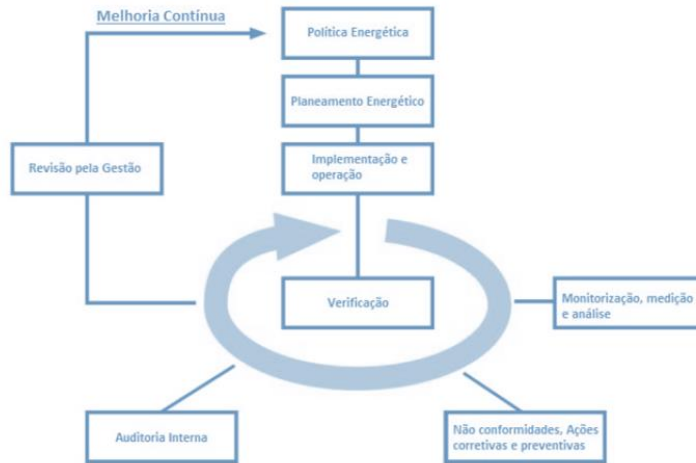 Melhoria Contínua
Política Energética
Planeamento Energético
Implementação e
operação
Revisão pela Gestão
Verificação
Monitorização, medição
e análise
Auditoria Interna
Não conformidades, Ações
corretivas e preventivas